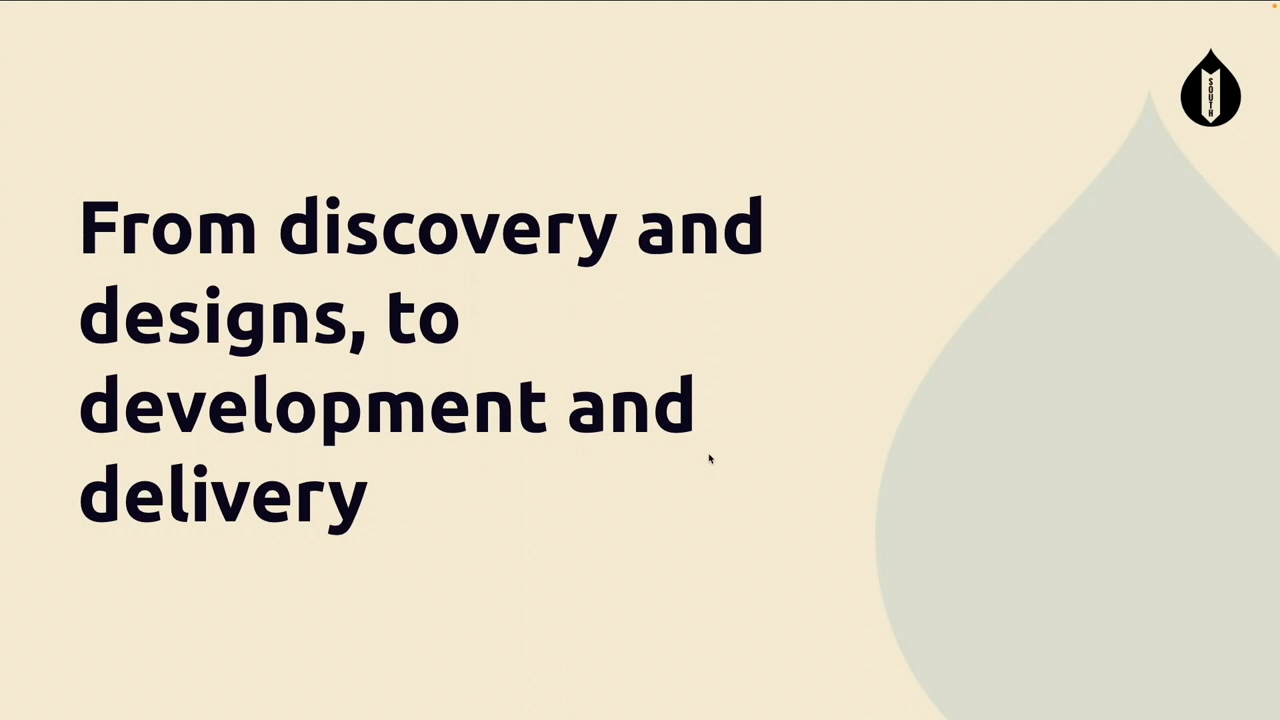 SOUTH
From discovery and
designs, to
development and
delivery